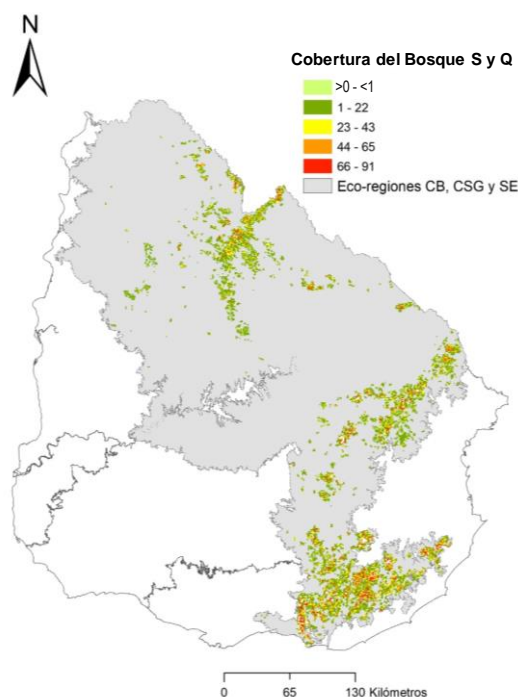 N
Cobertura del Bosque S y Q
>0 - <1
1 - 22
23 - 43
44 - 65
66 - 91
Eco-regiones CB, CSG y SE
0 65 130 Kilómetros